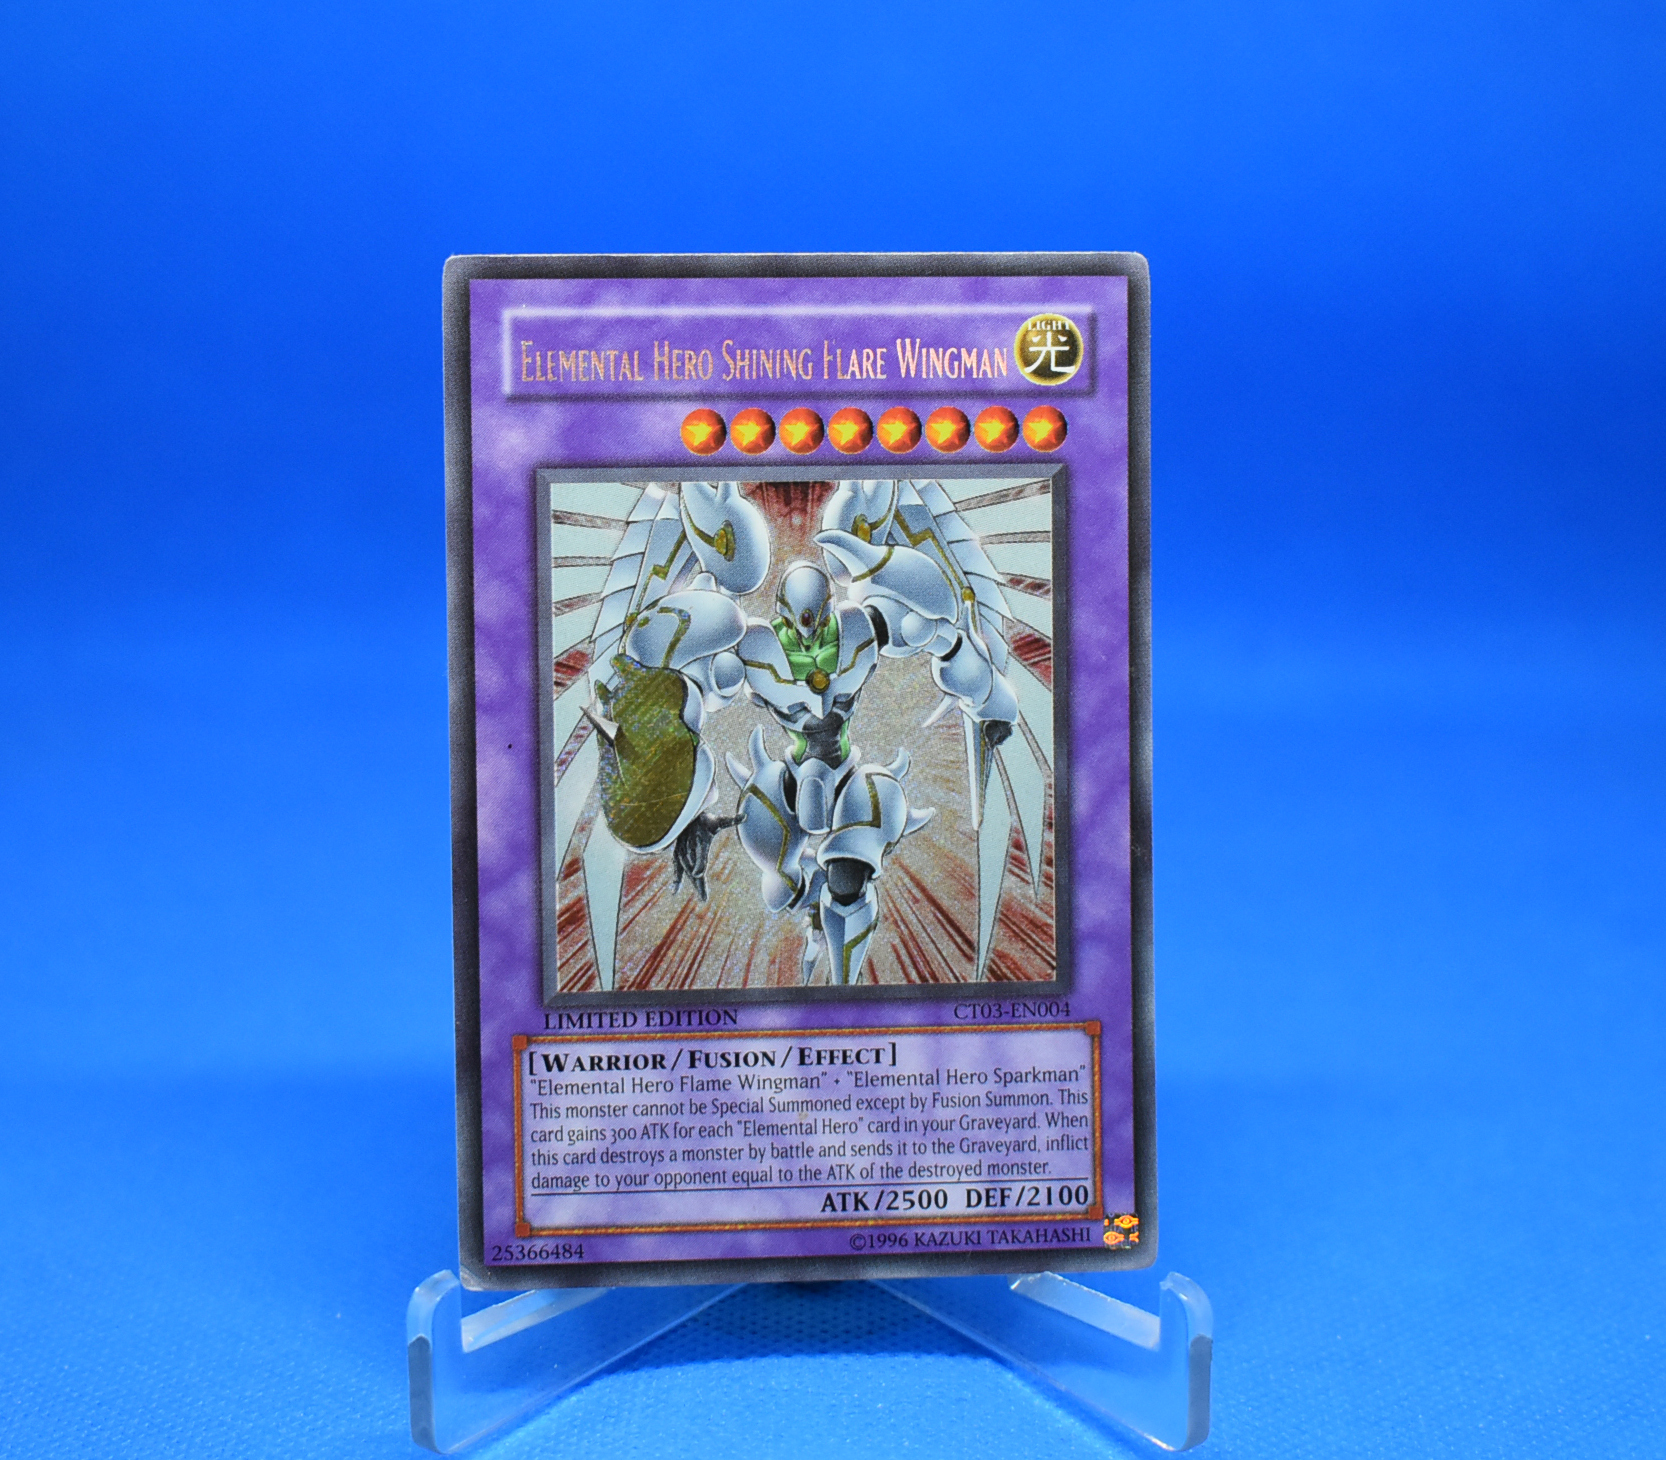 ELEMENTAL HERO SHINING FLARE WINGMAN
LIGHT
光
LIMITED EDITION
CT03-EN004
[WARRIOR/FUSION/EFFECT]
"Elemental Hero Flame Wingman" + "Elemental Hero Sparkman"
This monster cannot be Special Summoned except by Fusion Summon. This
card gains 300 ATK for each "Elemental Hero" card in your Graveyard. When
this card destroys a monster by battle and sends it to the Graveyard, inflict
damage to your opponent equal to the ATK of the destroyed monster.
ATK/2500 DEF/2100
25366484
©1996 KAZUKI TAKAHASHI